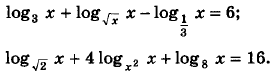 log₃ x + log_{√x} x − log_{1/3} x = 6;
log_{√2} x + 4 log_{x²} x + log₈ x = 16.